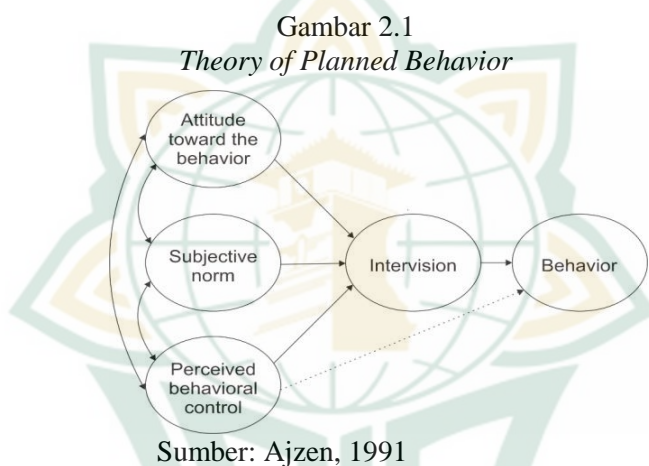 Gambar 2.1
Theory of Planned Behavior
Attitude
toward the
behavior
Subjective
norm
Intervision
Behavior
Perceived
behavioral
control
Sumber: Ajzen, 1991